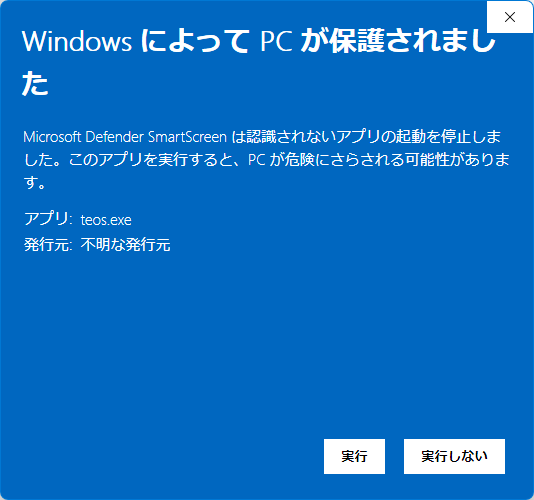 Windows によって PC が保護されまし
た
Microsoft Defender SmartScreen は認識されないアプリの起動を停止しま
した。このアプリを実行すると、PC が危険にさらされる可能性がありま
す。
アプリ: teos.exe
発行元: 不明な発行元
実行 実行しない